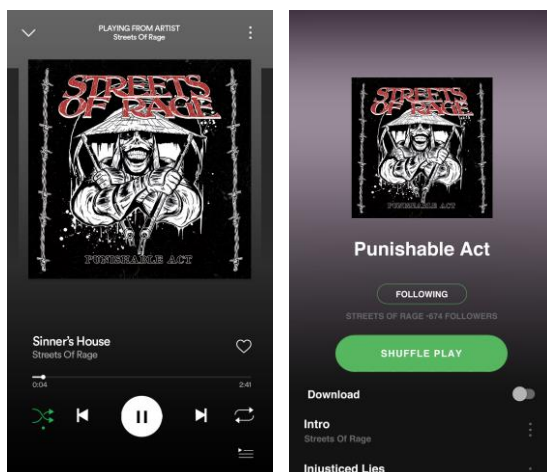 PLAYING FROM ARTIST
Streets Of Rage
STREETS
OF RAGE
PUNISHABLE ACT
Sinner's House
Streets Of Rage
0:04
2:41
STREETS
OF RAGE
PUNISHABLE ACT
Punishable Act
FOLLOWING
STREETS OF RAGE -674 FOLLOWERS
SHUFFLE PLAY
Download
Intro
Streets Of Rage
Injusticed Lies